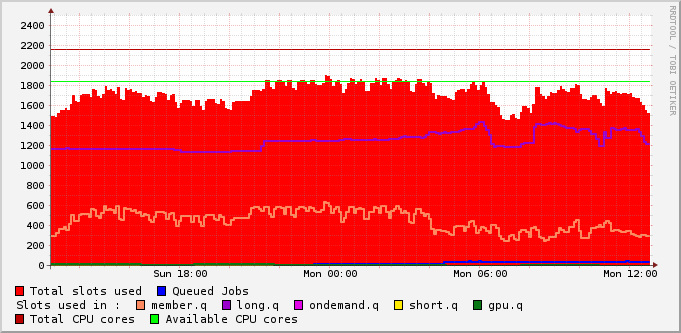 2400
2200
2000
1800
1600
1400
1200
1000
800
600
400
200
0
Sun 18:00 Mon 00:00 Mon 06:00 Mon 12:00
Total slots used Queued Jobs
Slots used in : member.q long.q ondemand.q short.q gpu.q
Total CPU cores Available CPU cores
RRDTOOL / TOBI OETIKER